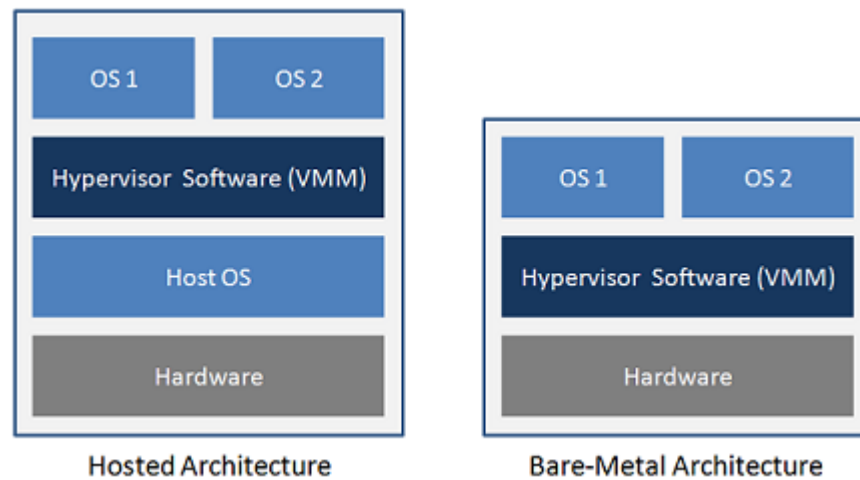 OS 1 OS 2
Hypervisor Software (VMM)
Host OS
Hardware
Hosted Architecture
OS 1 OS 2
Hypervisor Software (VMM)
Hardware
Bare-Metal Architecture